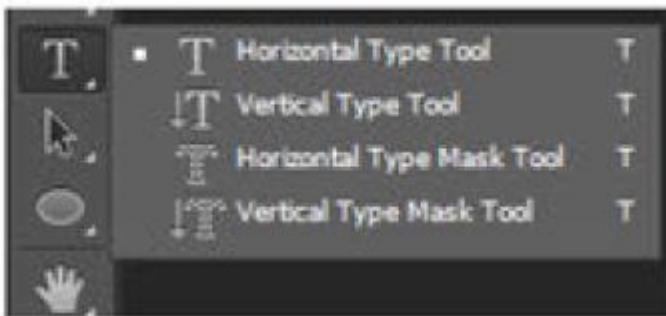 T Horizontal Type Tool T
Vertical Type Tool T
Horizontal Type Mask Tool T
Vertical Type Mask Tool T